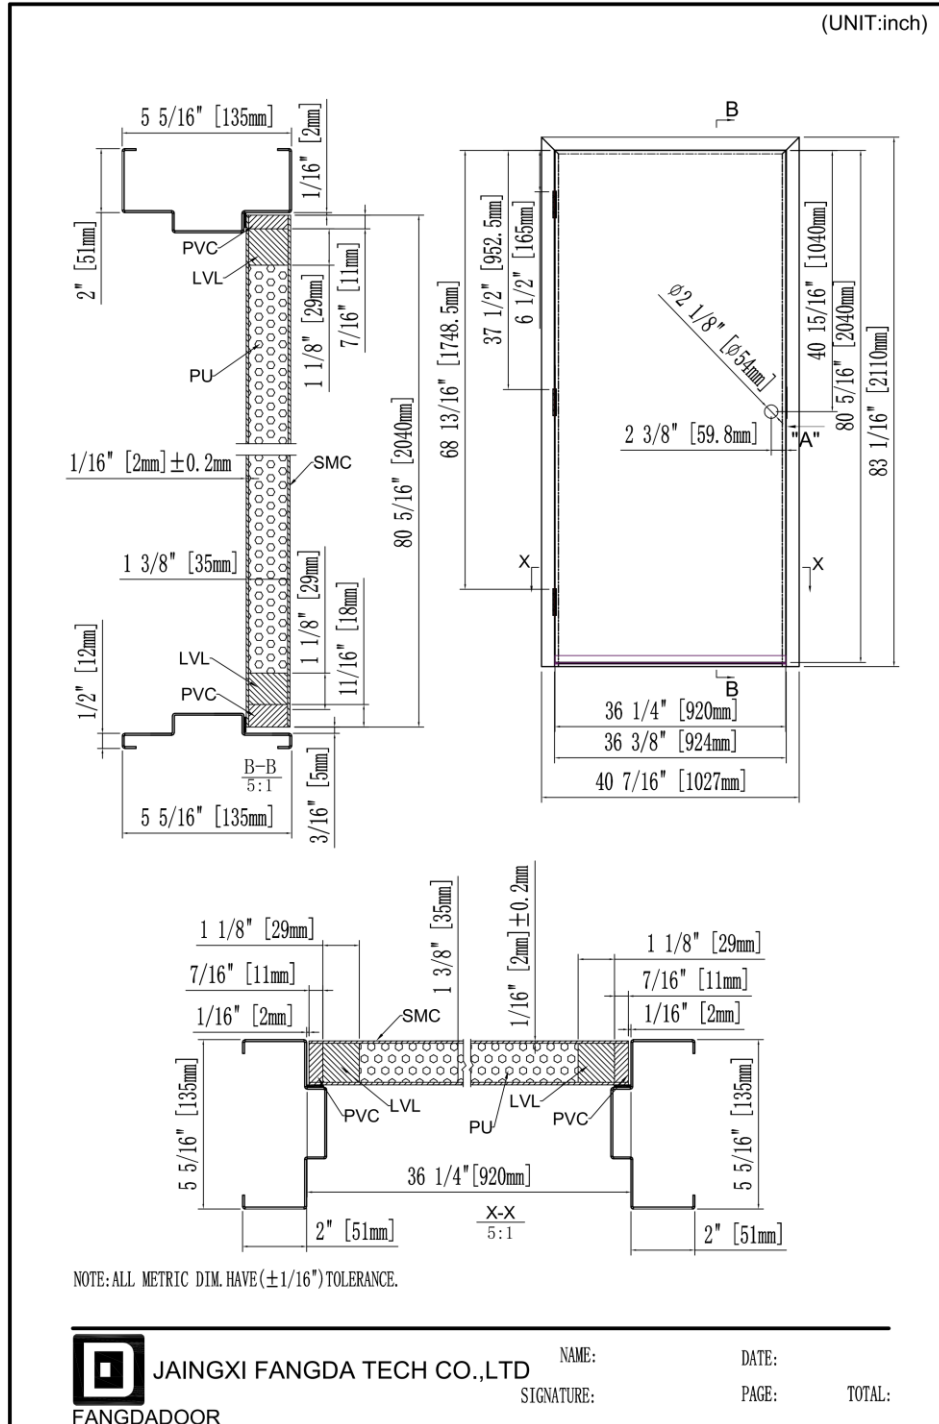 (UNIT:inch)
5 5/16" [135mm]
1/16" [2mm]
2" [51mm]
PVC
LVL
1 1/8" [29mm]
7/16" [11mm]
PU
80 5/16" [2040mm]
1/16" [2mm]±0.2mm
SMC
1 3/8" [35mm]
1 1/8" [29mm]
11/16" [18mm]
LVL
1/2" [12mm]
PVC
B-B
5:1
5 5/16" [135mm]
3/16" [5mm]
B
68 13/16" [1748.5mm]
37 1/2" [952.5mm]
6 1/2" [165mm]
Ø2 1/8" [Ø54mm]
40 15/16" [1040mm]
80 5/16" [2040mm]
83 1/16" [2110mm]
2 3/8" [59.8mm]
"A"
X
X
B
36 1/4" [920mm]
36 3/8" [924mm]
40 7/16" [1027mm]
1 1/8" [29mm]
7/16" [11mm]
1/16" [2mm]
1 3/8" [35mm]
1/16" [2mm]±0.2mm
1 1/8" [29mm]
7/16" [11mm]
1/16" [2mm]
SMC
5 5/16" [135mm]
PVC
LVL
PU
LVL
PVC
5 5/16" [135mm]
36 1/4"[920mm]
X-X
5:1
2" [51mm]
2" [51mm]
NOTE:ALL METRIC DIM.HAVE(±1/16")TOLERANCE.
JAINGXI FANGDA TECH CO.,LTD
FANGDADOOR
NAME:
DATE:
SIGNATURE:
PAGE:
TOTAL: